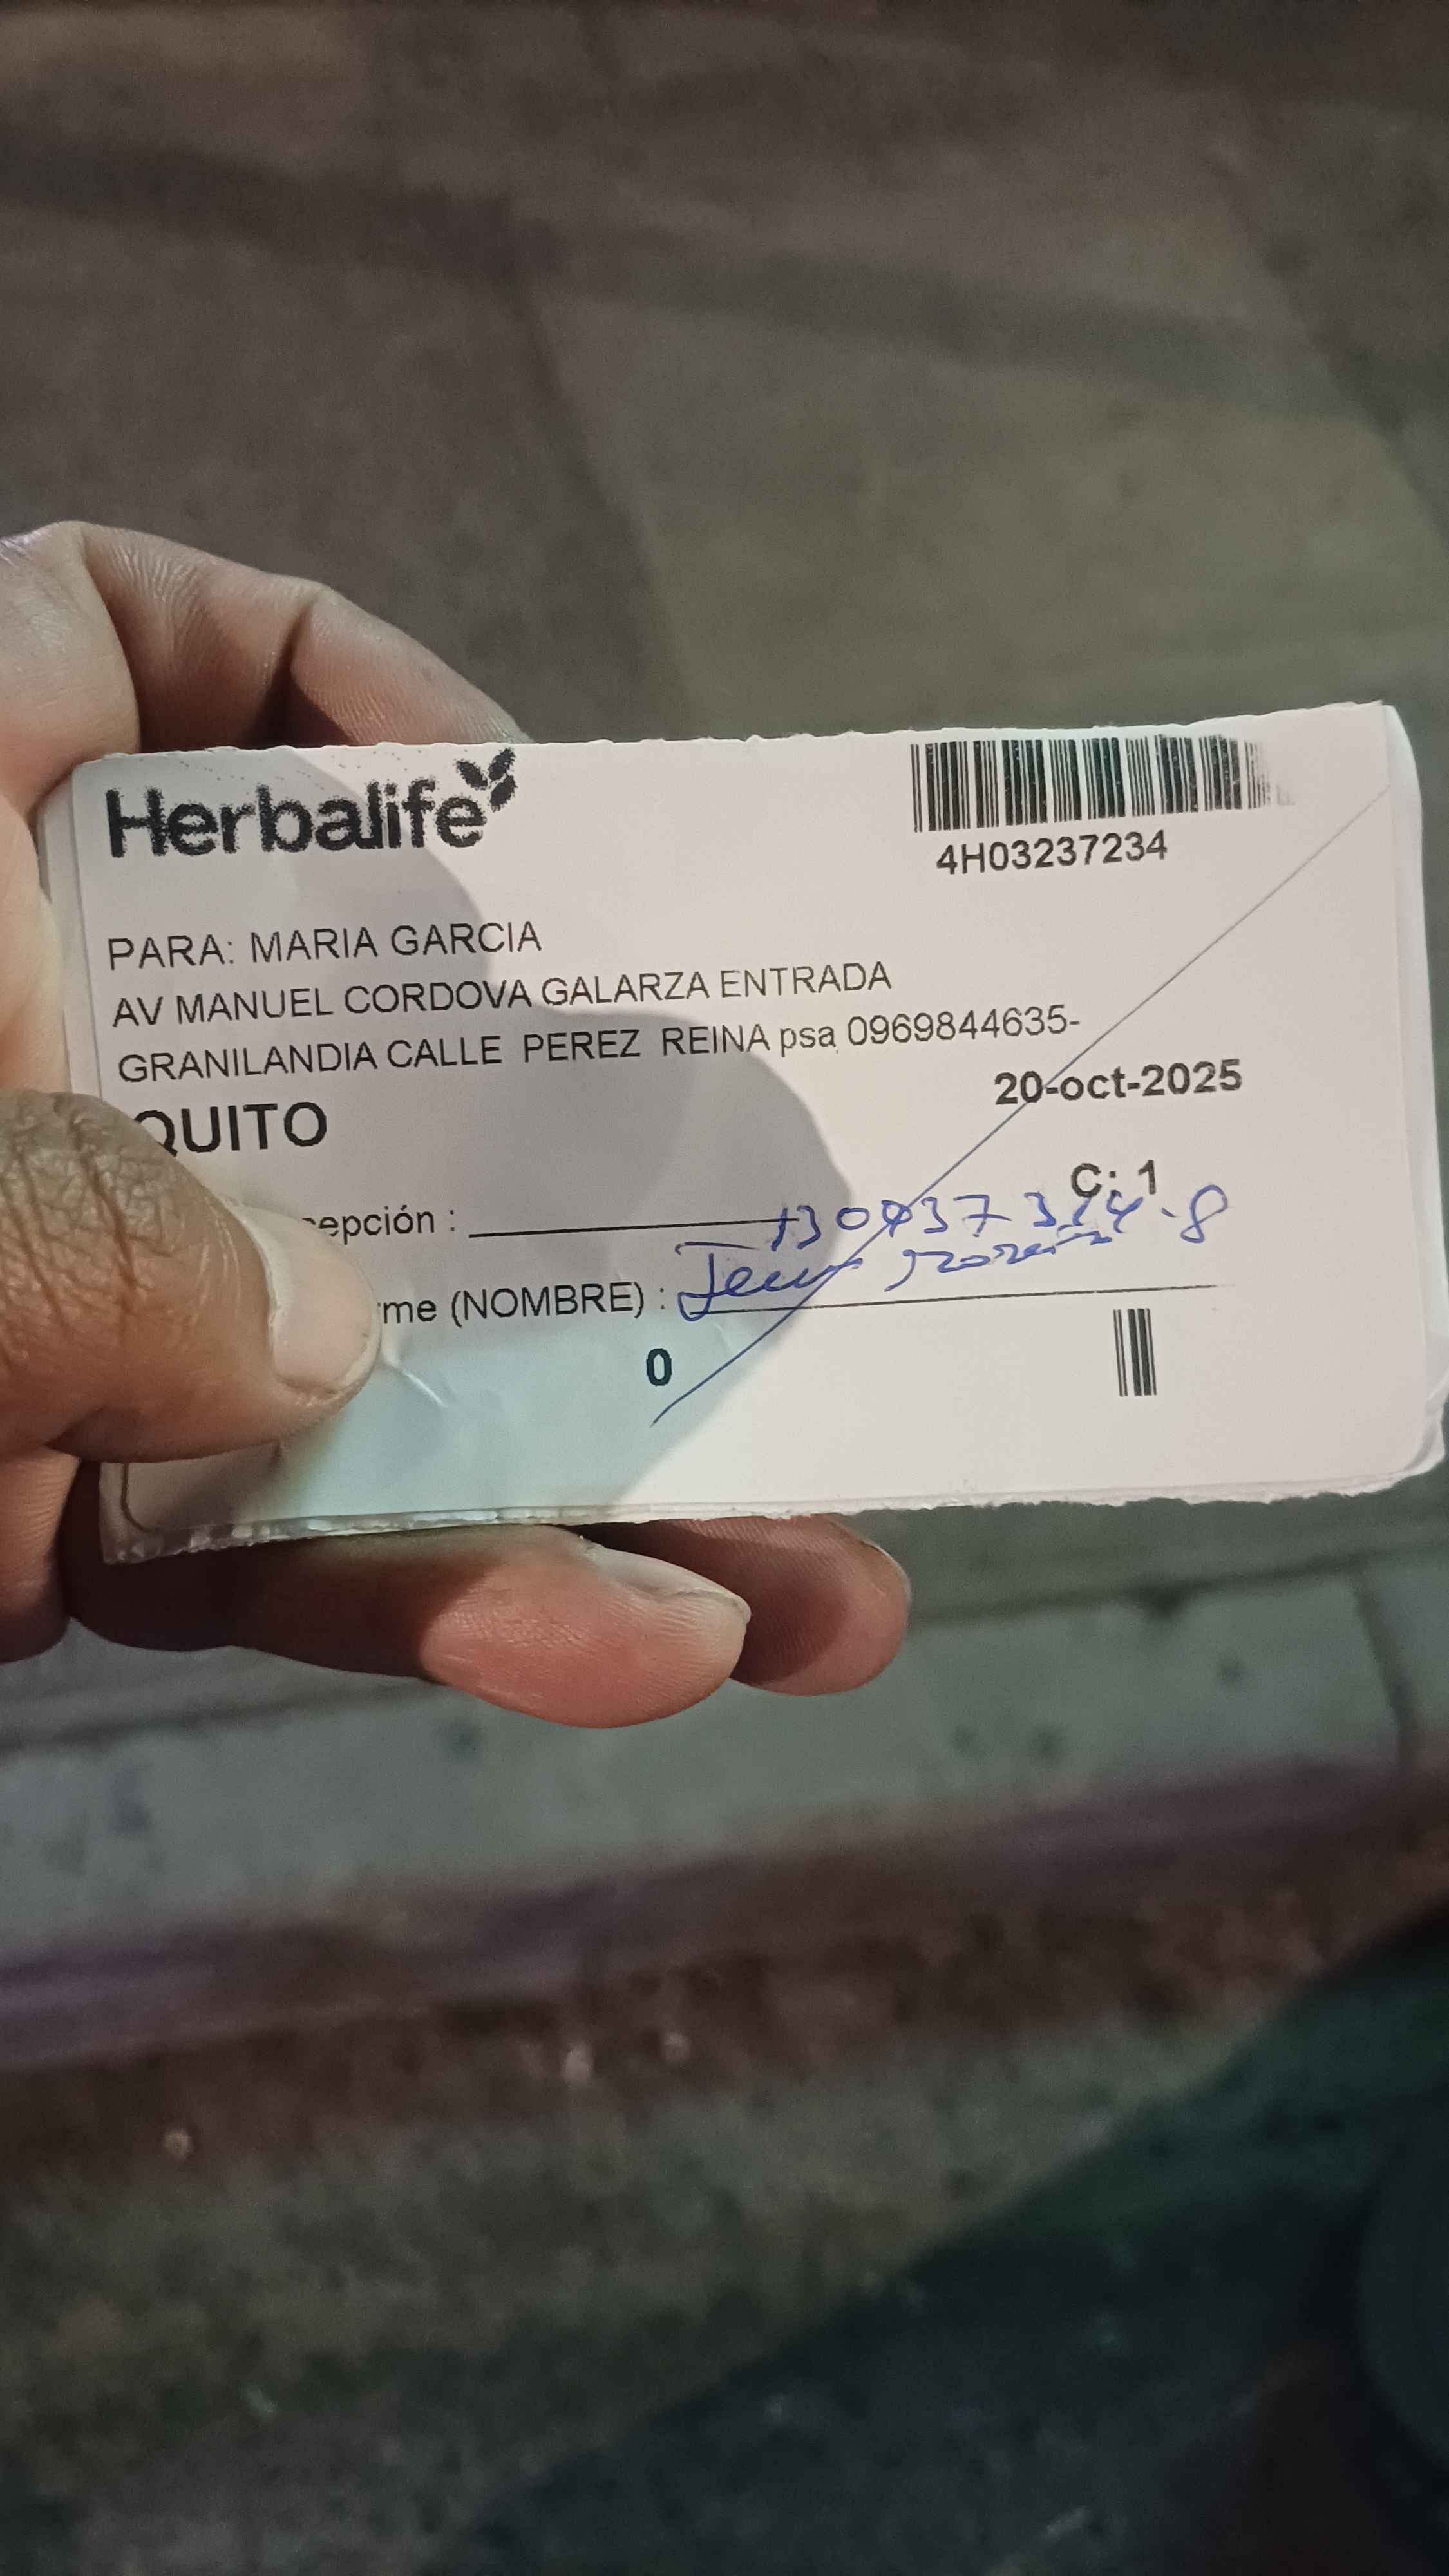 Herbalife
4H03237234
PARA: MARIA GARCIA
AV MANUEL CORDOVA GALARZA ENTRADA
GRANILANDIA CALLE PEREZ REINA psa 0969844635-
20-oct-2025
QUITO
C: 1
epción :
rme (NOMBRE) :
0